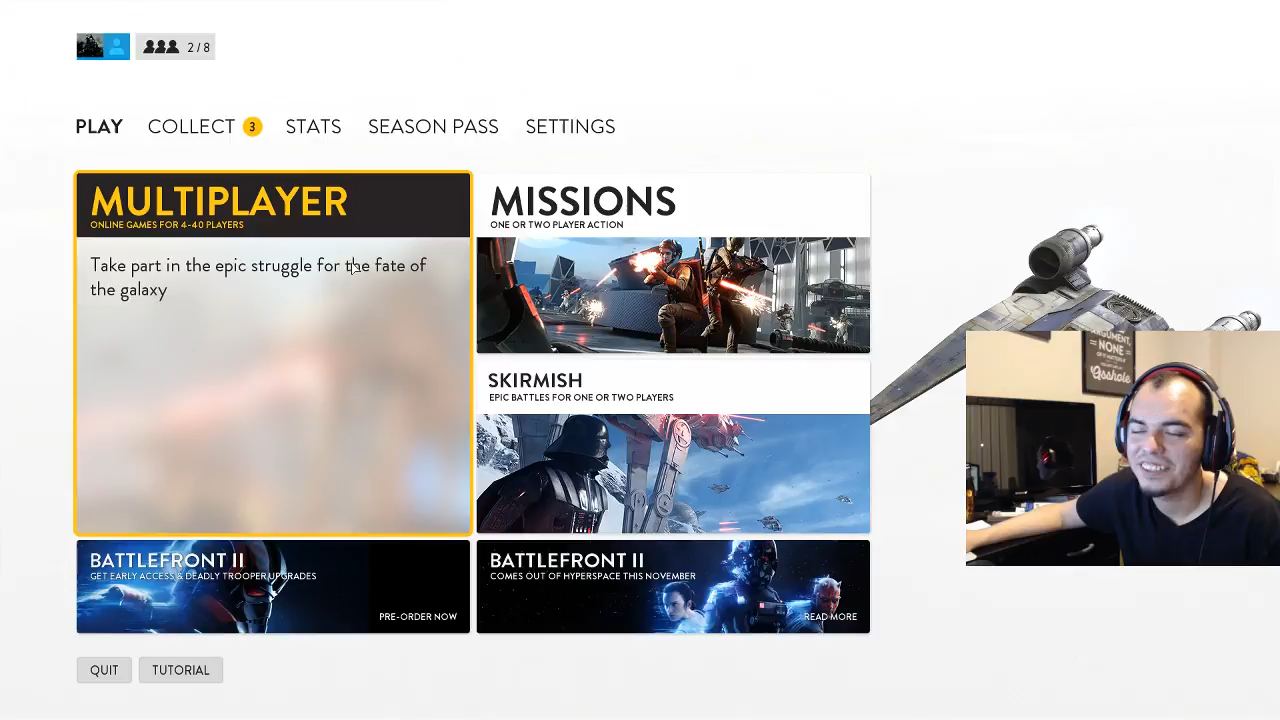 2 / 8
PLAY COLLECT 3 STATS SEASON PASS SETTINGS
MULTIPLAYER
ONLINE GAMES FOR 4-40 PLAYERS
Take part in the epic struggle for the fate of
the galaxy
MISSIONS
ONE OR TWO PLAYER ACTION
SKIRMISH
EPIC BATTLES FOR ONE OR TWO PLAYERS
BATTLEFRONT II
GET EARLY ACCESS & DEADLY TROOPER UPGRADES
PRE-ORDER NOW
BATTLEFRONT II
COMES OUT OF HYPERSPACE THIS NOVEMBER
READ MORE
QUIT TUTORIAL
ARGUMENT,
NONE
Asshole